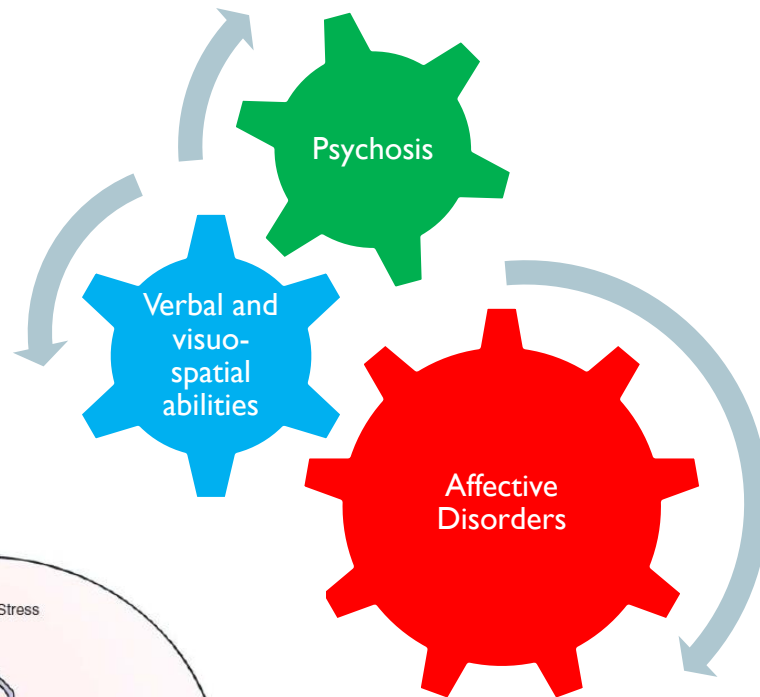 Psychosis
Verbal and
visuo-
spatial
abilities
Affective
Disorders
Stress